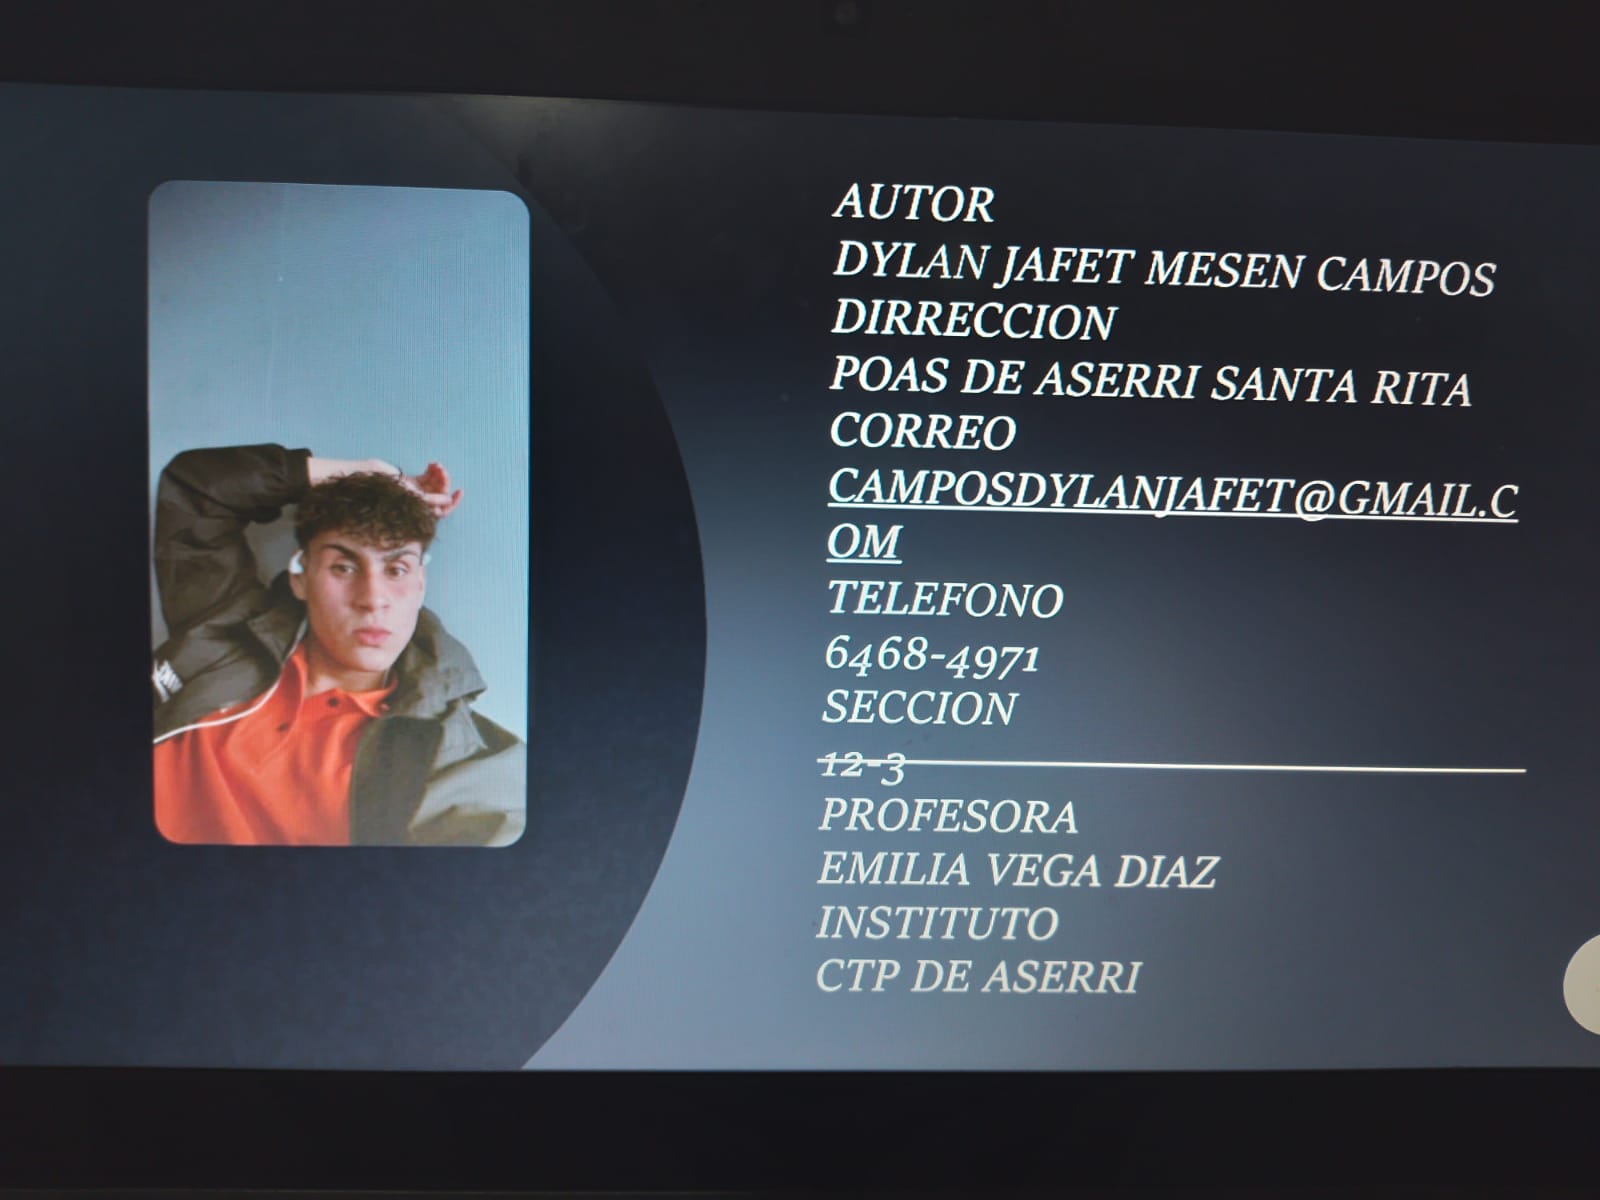 AUTOR
DYLAN JAFET MESEN CAMPOS
DIRRECCION
POAS DE ASERRI SANTA RITA
CORREO
CAMPOSDYLANJAFET@GMAIL.C
OM
TELEFONO
6468-4971
SECCION
12-3
PROFESORA
EMILIA VEGA DIAZ
INSTITUTO
CTP DE ASERRI